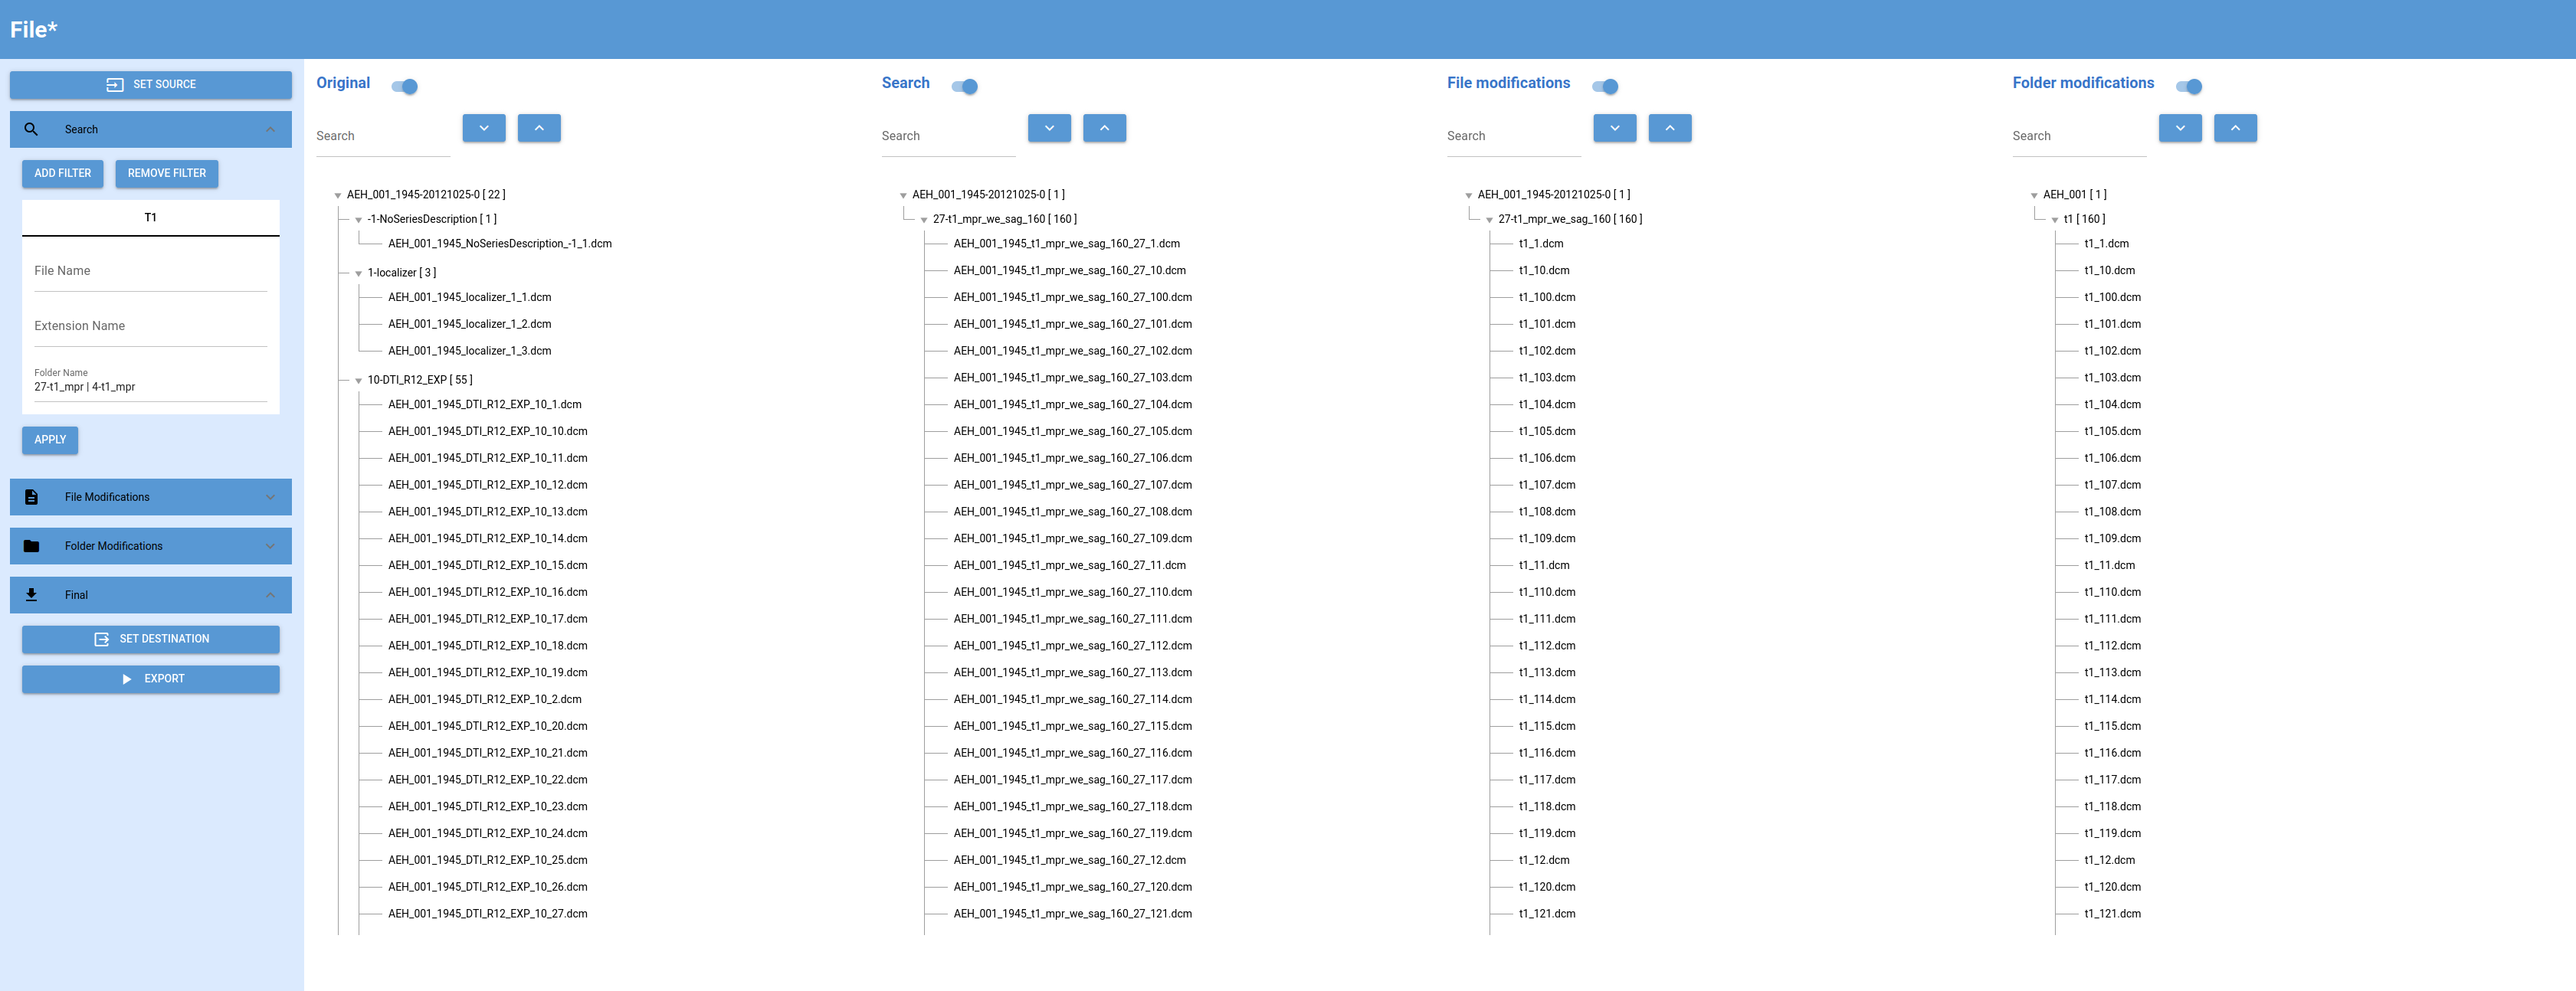 File*
SET SOURCE
Search
ADD FILTER
REMOVE FILTER
T1
File Name
Extension Name
Folder Name
27-t1_mpr | 4-t1_mpr
APPLY
File Modifications
Folder Modifications
Final
SET DESTINATION
EXPORT
Original
Search
AEH_001_1945-20121025-0 [ 22 ]
-1-NoSeriesDescription [ 1 ]
AEH_001_1945_NoSeriesDescription_-1_1.dcm
1-localizer [ 3 ]
AEH_001_1945_localizer_1_1.dcm
AEH_001_1945_localizer_1_2.dcm
AEH_001_1945_localizer_1_3.dcm
10-DTI_R12_EXP [ 55 ]
AEH_001_1945_DTI_R12_EXP_10_1.dcm
AEH_001_1945_DTI_R12_EXP_10_10.dcm
AEH_001_1945_DTI_R12_EXP_10_11.dcm
AEH_001_1945_DTI_R12_EXP_10_12.dcm
AEH_001_1945_DTI_R12_EXP_10_13.dcm
AEH_001_1945_DTI_R12_EXP_10_14.dcm
AEH_001_1945_DTI_R12_EXP_10_15.dcm
AEH_001_1945_DTI_R12_EXP_10_16.dcm
AEH_001_1945_DTI_R12_EXP_10_17.dcm
AEH_001_1945_DTI_R12_EXP_10_18.dcm
AEH_001_1945_DTI_R12_EXP_10_19.dcm
AEH_001_1945_DTI_R12_EXP_10_2.dcm
AEH_001_1945_DTI_R12_EXP_10_20.dcm
AEH_001_1945_DTI_R12_EXP_10_21.dcm
AEH_001_1945_DTI_R12_EXP_10_22.dcm
AEH_001_1945_DTI_R12_EXP_10_23.dcm
AEH_001_1945_DTI_R12_EXP_10_24.dcm
AEH_001_1945_DTI_R12_EXP_10_25.dcm
AEH_001_1945_DTI_R12_EXP_10_26.dcm
AEH_001_1945_DTI_R12_EXP_10_27.dcm
Search
Search
AEH_001_1945-20121025-0 [ 1 ]
27-t1_mpr_we_sag_160 [ 160 ]
AEH_001_1945_t1_mpr_we_sag_160_27_1.dcm
AEH_001_1945_t1_mpr_we_sag_160_27_10.dcm
AEH_001_1945_t1_mpr_we_sag_160_27_100.dcm
AEH_001_1945_t1_mpr_we_sag_160_27_101.dcm
AEH_001_1945_t1_mpr_we_sag_160_27_102.dcm
AEH_001_1945_t1_mpr_we_sag_160_27_103.dcm
AEH_001_1945_t1_mpr_we_sag_160_27_104.dcm
AEH_001_1945_t1_mpr_we_sag_160_27_105.dcm
AEH_001_1945_t1_mpr_we_sag_160_27_106.dcm
AEH_001_1945_t1_mpr_we_sag_160_27_107.dcm
AEH_001_1945_t1_mpr_we_sag_160_27_108.dcm
AEH_001_1945_t1_mpr_we_sag_160_27_109.dcm
AEH_001_1945_t1_mpr_we_sag_160_27_11.dcm
AEH_001_1945_t1_mpr_we_sag_160_27_110.dcm
AEH_001_1945_t1_mpr_we_sag_160_27_111.dcm
AEH_001_1945_t1_mpr_we_sag_160_27_112.dcm
AEH_001_1945_t1_mpr_we_sag_160_27_113.dcm
AEH_001_1945_t1_mpr_we_sag_160_27_114.dcm
AEH_001_1945_t1_mpr_we_sag_160_27_115.dcm
AEH_001_1945_t1_mpr_we_sag_160_27_116.dcm
AEH_001_1945_t1_mpr_we_sag_160_27_117.dcm
AEH_001_1945_t1_mpr_we_sag_160_27_118.dcm
AEH_001_1945_t1_mpr_we_sag_160_27_119.dcm
AEH_001_1945_t1_mpr_we_sag_160_27_12.dcm
AEH_001_1945_t1_mpr_we_sag_160_27_120.dcm
AEH_001_1945_t1_mpr_we_sag_160_27_121.dcm
File modifications
Search
AEH_001_1945-20121025-0 [ 1 ]
27-t1_mpr_we_sag_160 [ 160 ]
t1_1.dcm
t1_10.dcm
t1_100.dcm
t1_101.dcm
t1_102.dcm
t1_103.dcm
t1_104.dcm
t1_105.dcm
t1_106.dcm
t1_107.dcm
t1_108.dcm
t1_109.dcm
t1_11.dcm
t1_110.dcm
t1_111.dcm
t1_112.dcm
t1_113.dcm
t1_114.dcm
t1_115.dcm
t1_116.dcm
t1_117.dcm
t1_118.dcm
t1_119.dcm
t1_12.dcm
t1_120.dcm
t1_121.dcm
Folder modifications
Search
AEH_001 [ 1 ]
t1 [ 160 ]
t1_1.dcm
t1_10.dcm
t1_100.dcm
t1_101.dcm
t1_102.dcm
t1_103.dcm
t1_104.dcm
t1_105.dcm
t1_106.dcm
t1_107.dcm
t1_108.dcm
t1_109.dcm
t1_11.dcm
t1_110.dcm
t1_111.dcm
t1_112.dcm
t1_113.dcm
t1_114.dcm
t1_115.dcm
t1_116.dcm
t1_117.dcm
t1_118.dcm
t1_119.dcm
t1_12.dcm
t1_120.dcm
t1_121.dcm